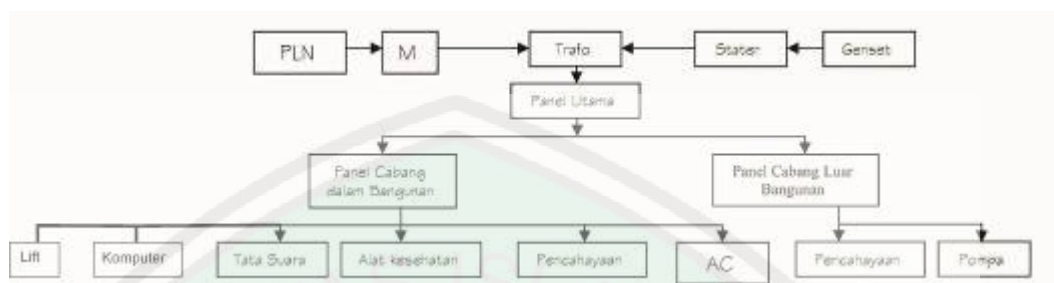 PLN
M
Trafo
Stater
Genset
Panel Utama
Panel Cabang
dalam Bangunan
Panel Cabang Luar
Bangunan
Lift
Komputer
Tata Suara
Alat kesehatan
Pencahayaan
AC
Pencahayaan
Pompa